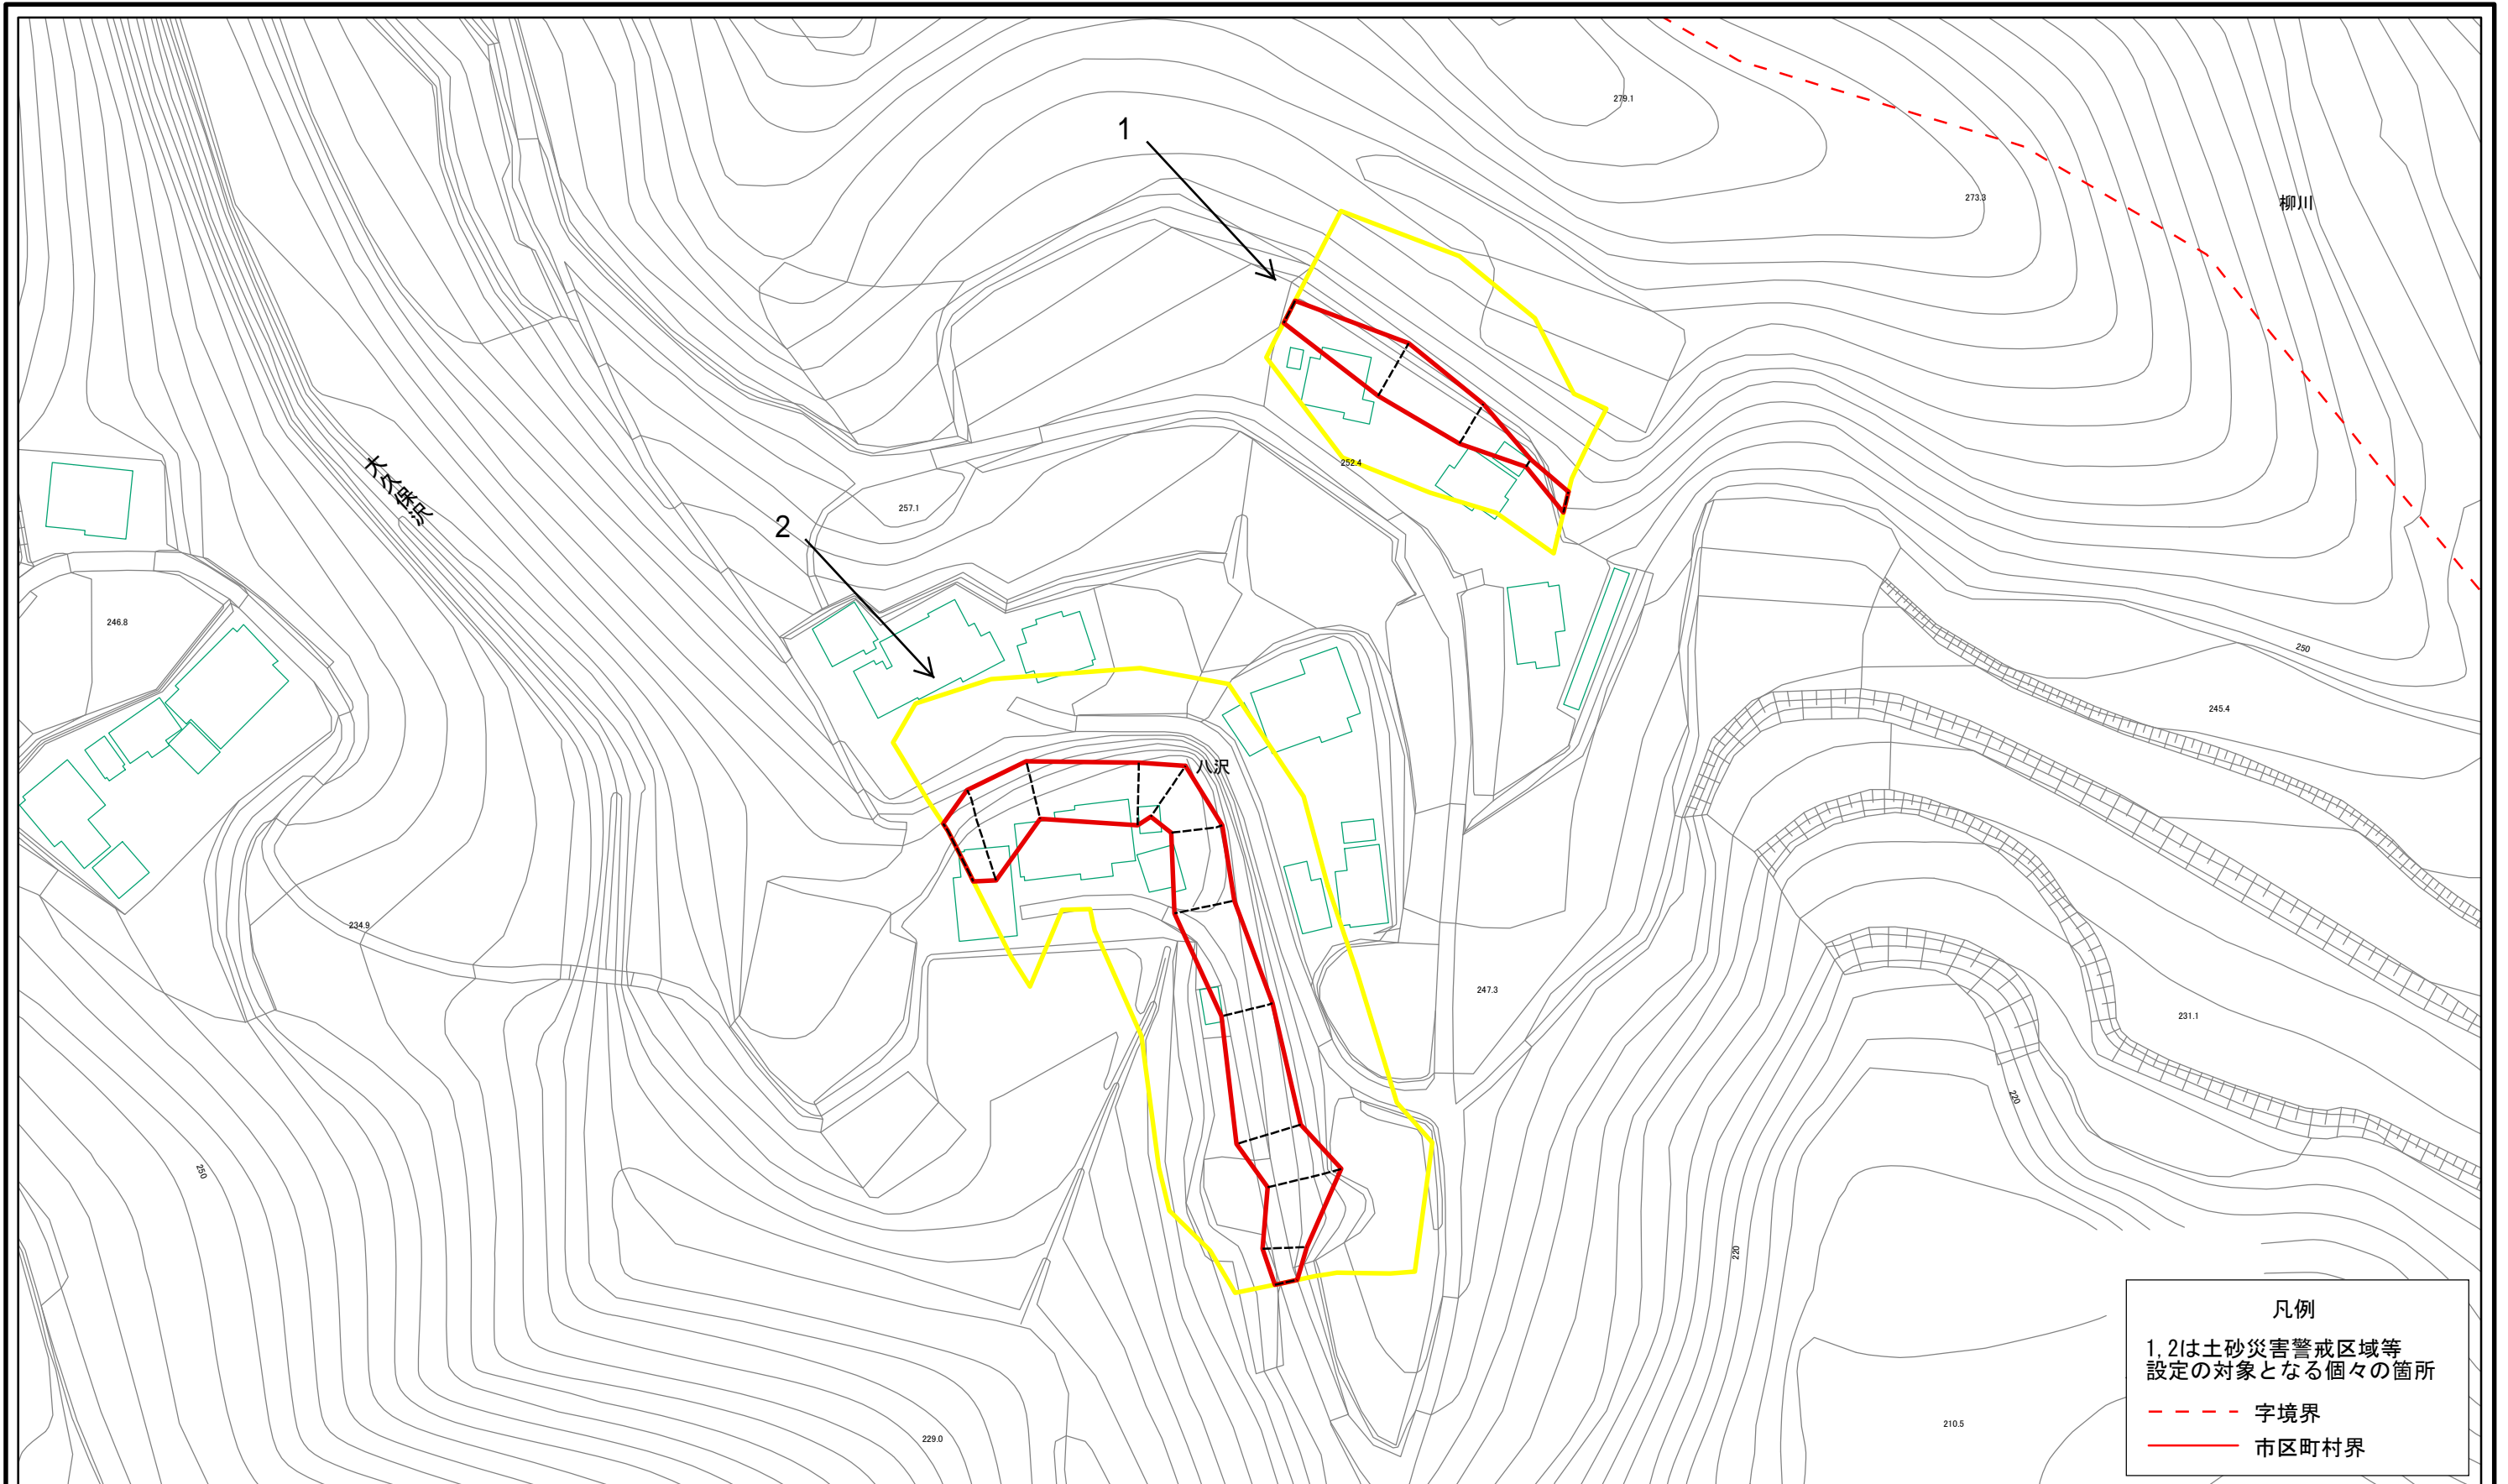 279.1
1
273.3
柳川
大久保沢
252.4
257.1
2
246.8
250
245.4
八沢
234.9
247.3
231.1
220
250
220
229.0
210.5
凡例
1,2は土砂災害警戒区域等
設定の対象となる個々の箇所
字境界
市区町村界